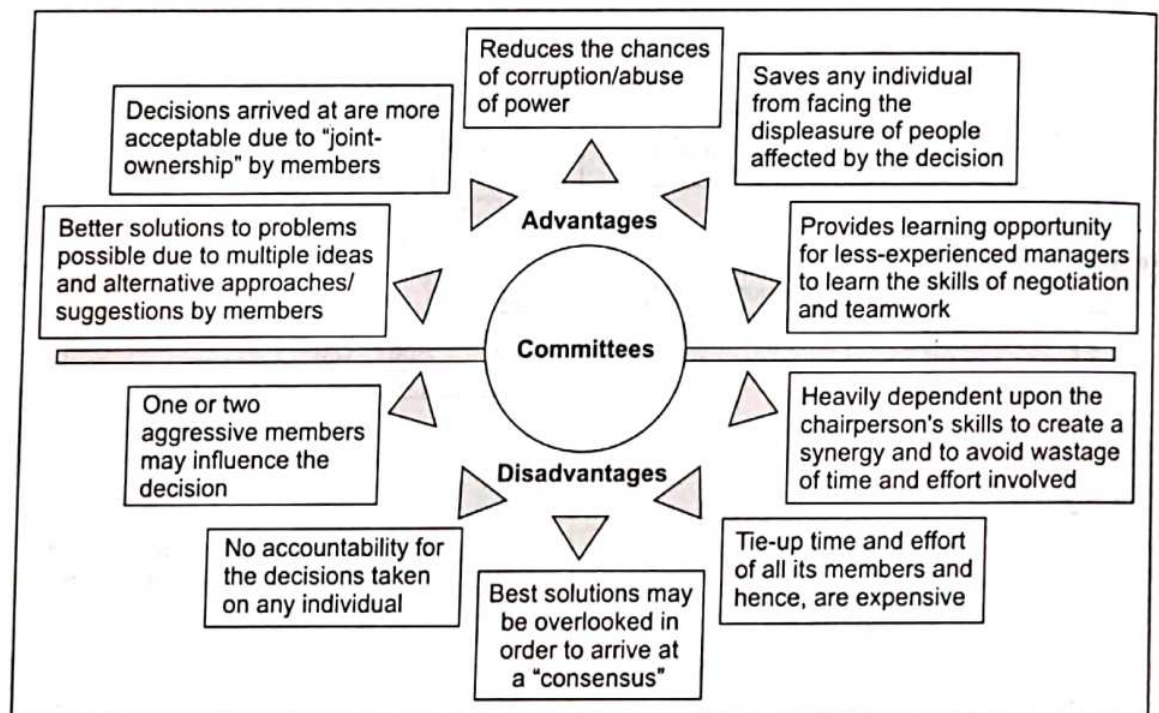 Reduces the chances
of corruption/abuse
of power
Saves any individual
from facing the
displeasure of people
affected by the decision
Decisions arrived at are more
acceptable due to "joint-
ownership" by members
Advantages
Better solutions to problems
possible due to multiple ideas
and alternative approaches/
suggestions by members
Provides learning opportunity
for less-experienced managers
to learn the skills of negotiation
and teamwork
Committees
One or two
aggressive members
may influence the
decision
Heavily dependent upon the
chairperson's skills to create a
synergy and to avoid wastage
of time and effort involved
Disadvantages
No accountability for
the decisions taken
on any individual
Best solutions may
be overlooked in
order to arrive at
a "consensus"
Tie-up time and effort
of all its members and
hence, are expensive